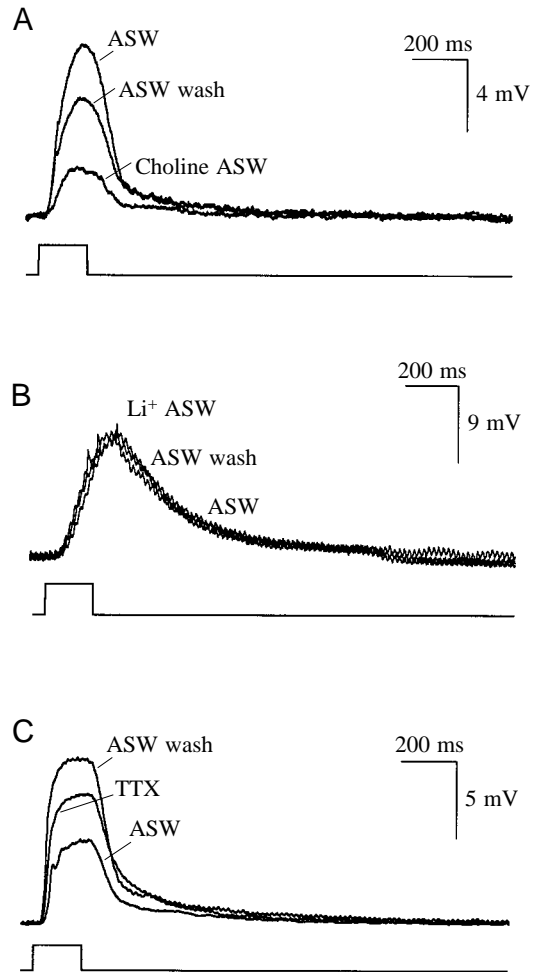 A
ASW
ASW wash
Choline ASW
200 ms
4 mV
B
Li⁺ ASW
ASW wash
ASW
200 ms
9 mV
C
ASW wash
TTX
ASW
200 ms
5 mV